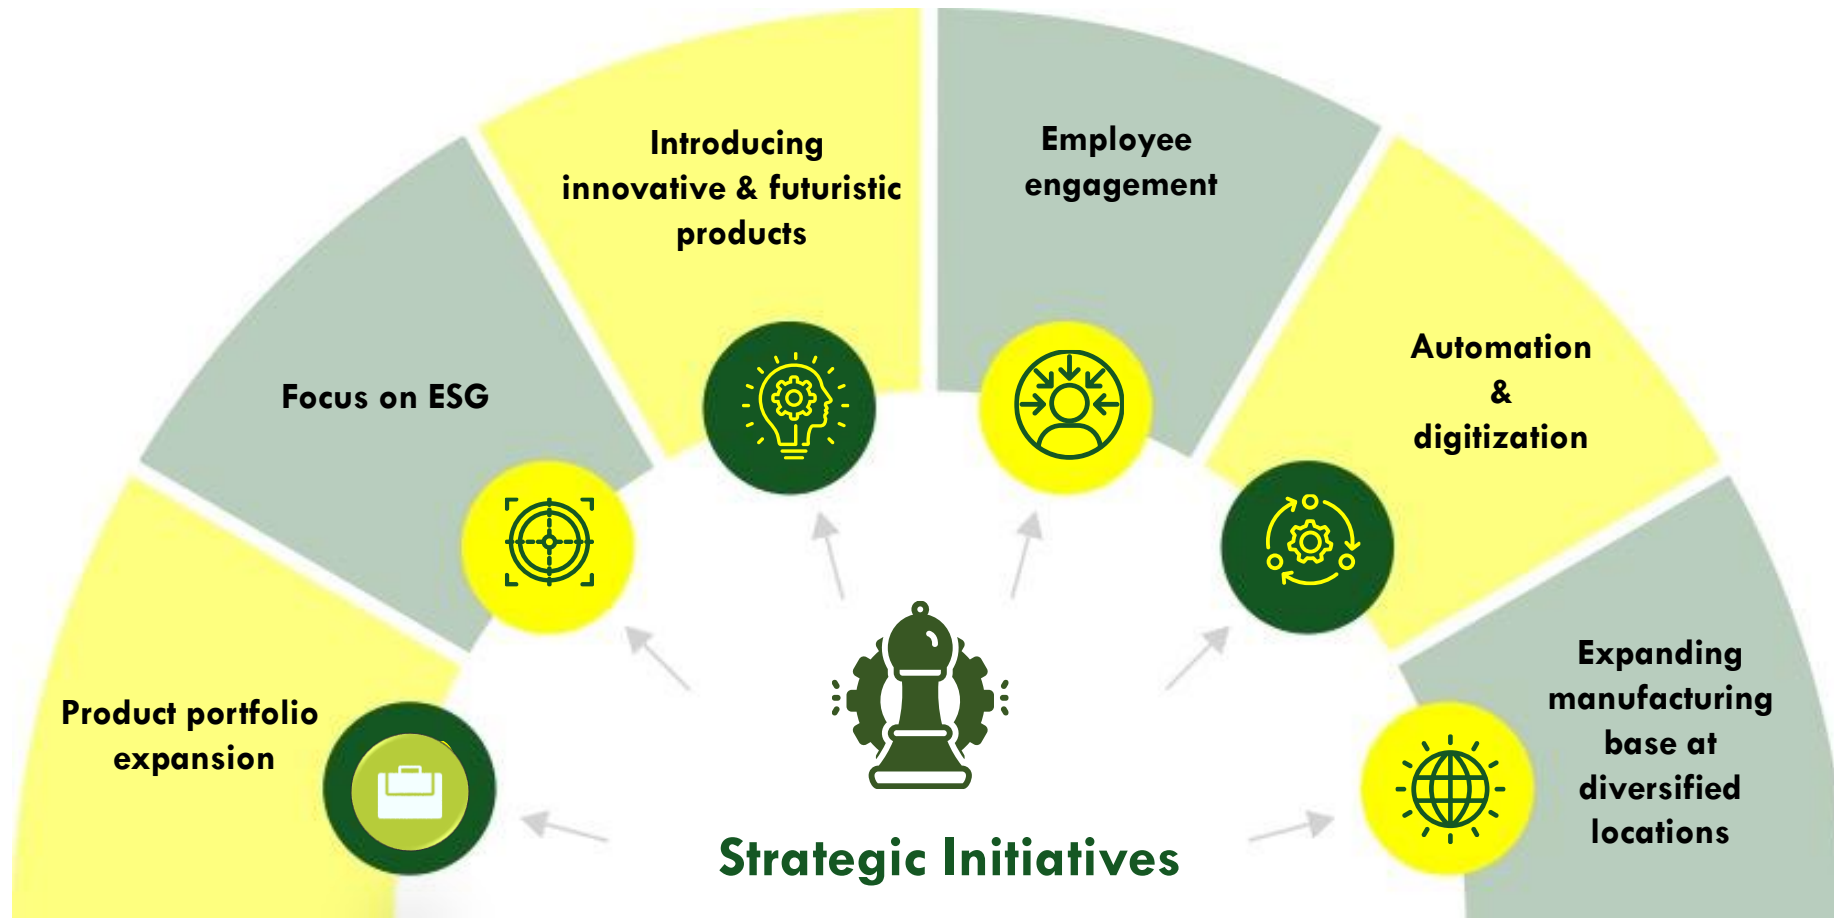 Product portfolio
expansion
Focus on ESG
Introducing
innovative & futuristic
products
Employee
engagement
Automation
&
digitization
Expanding
manufacturing
base at
diversified
locations
Strategic Initiatives